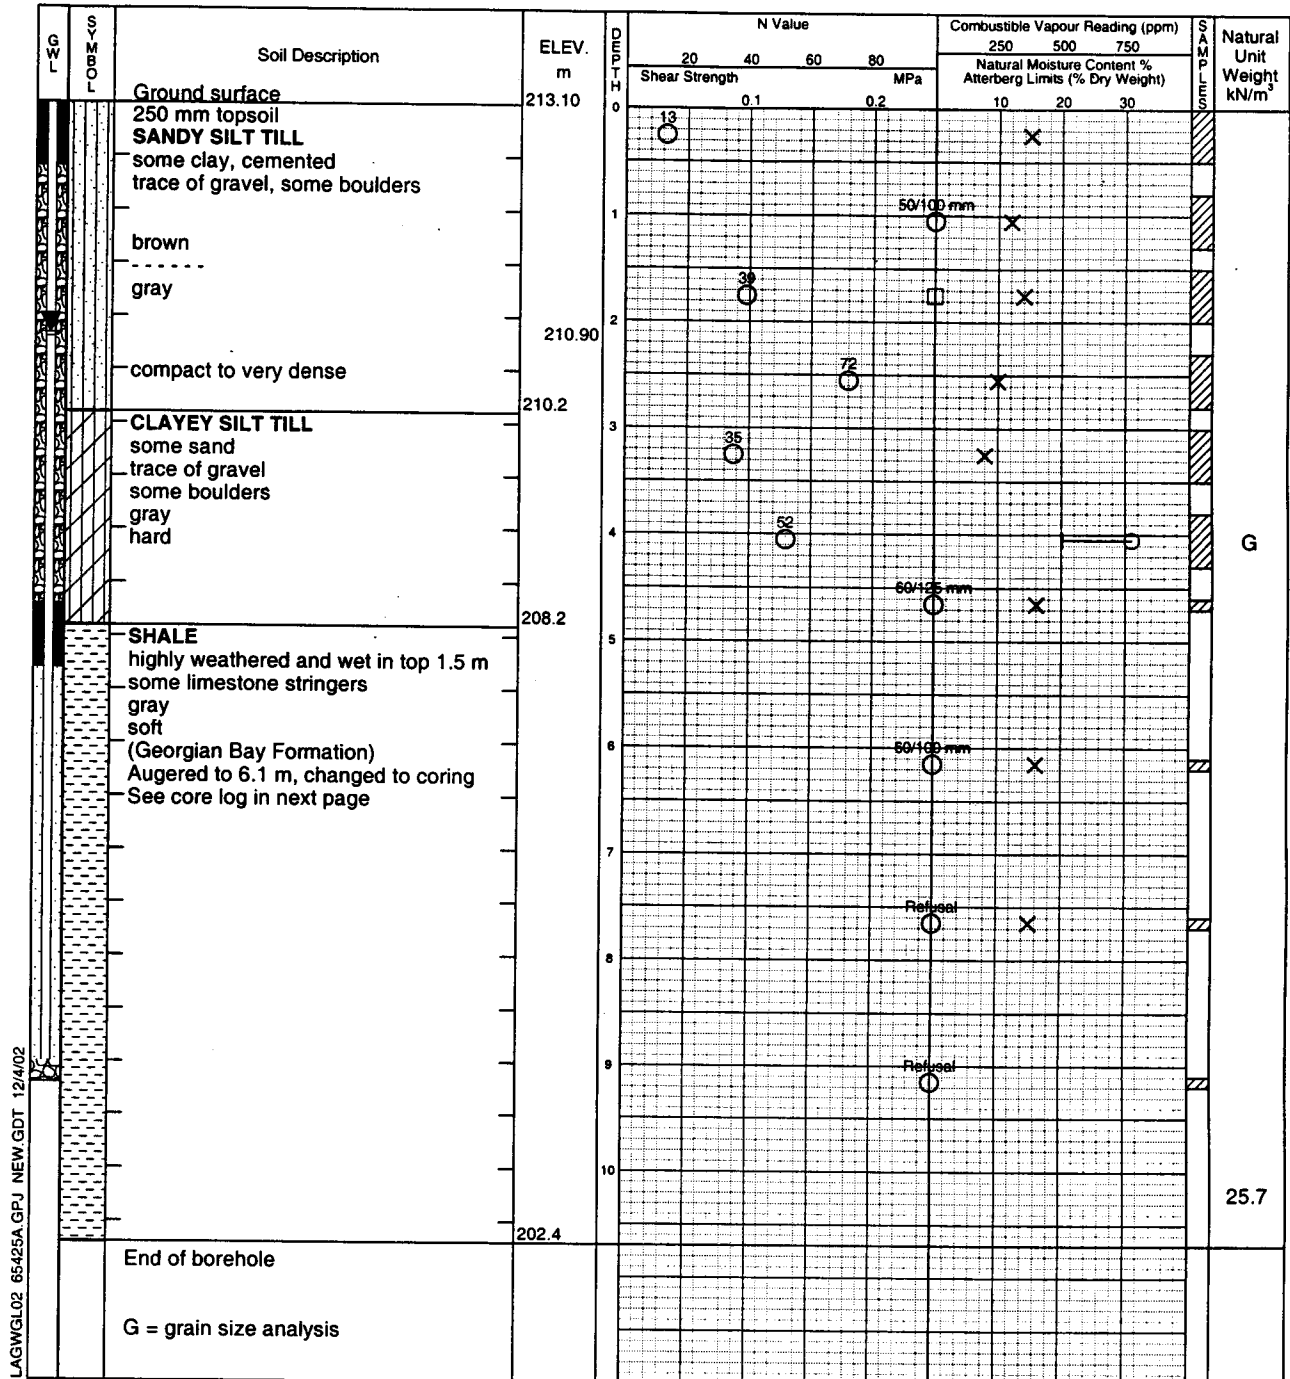 GWL
SYMBOL
Soil Description
ELEV.
m
DEPTH
N Value
20 40 60 80
Shear Strength MPa
0.1 0.2
Combustible Vapour Reading (ppm)
250 500 750
Natural Moisture Content %
Atterberg Limits (% Dry Weight)
10 20 30
SAMPLES
Natural
Unit
Weight
kN/m³
Ground surface
213.10
0
250 mm topsoil
SANDY SILT TILL
some clay, cemented
trace of gravel, some boulders
13
50/100 mm
1
brown
gray
39
2
210.90
compact to very dense
72
210.2
CLAYEY SILT TILL
some sand
trace of gravel
some boulders
gray
hard
3
35
52
4
G
208.2
SHALE
highly weathered and wet in top 1.5 m
some limestone stringers
gray
soft
(Georgian Bay Formation)
Augered to 6.1 m, changed to coring
See core log in next page
5
6
7
Refusal
8
9
Refusal
10
25.7
202.4
End of borehole
G = grain size analysis
LAGWGL02 65425A.GPJ NEW.GDT 12/4/02